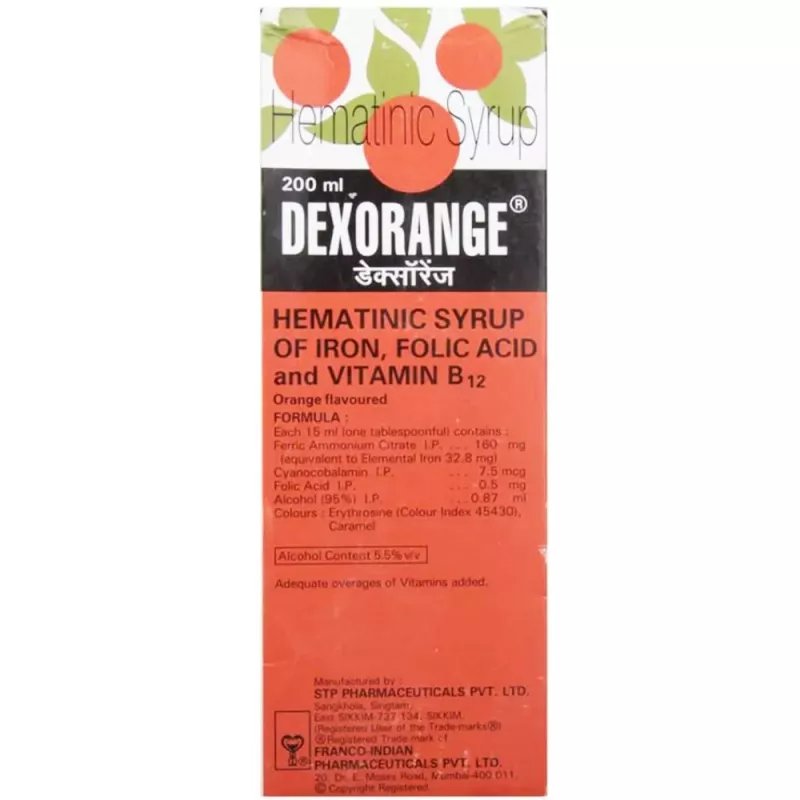 Hematinic Syrup
200 ml
DEXORANGE®
डेक्सॉरेंज
HEMATINIC SYRUP
OF IRON, FOLIC ACID
and VITAMIN B12
Orange flavoured
FORMULA :
Each 15 ml (one tablespoonful) contains :
Ferric Ammonium Citrate I.P. ... 160 mg
(equivalent to Elemental Iron 32.8 mg)
Cyanocobalamin I.P. ... 7.5 mcg
Folic Acid I.P. ... 0.5 mg
Alcohol (95%) I.P. ... 0.87 ml
Colours : Erythrosine (Colour Index 45430),
Caramel
Alcohol Content 5.5% v/v
Adequate overages of Vitamins added.
Manufactured by :
STP PHARMACEUTICALS PVT. LTD.
Sangkhola, Singtam,
East SIKKIM-737 134, SIKKIM.
(Registered User of the Trade-marks®)
®Registered Trade-mark of
FRANCO-INDIAN
PHARMACEUTICALS PVT. LTD.
20, Dr. E. Moses Road, Mumbai-400 011.
© Copyright Registered.